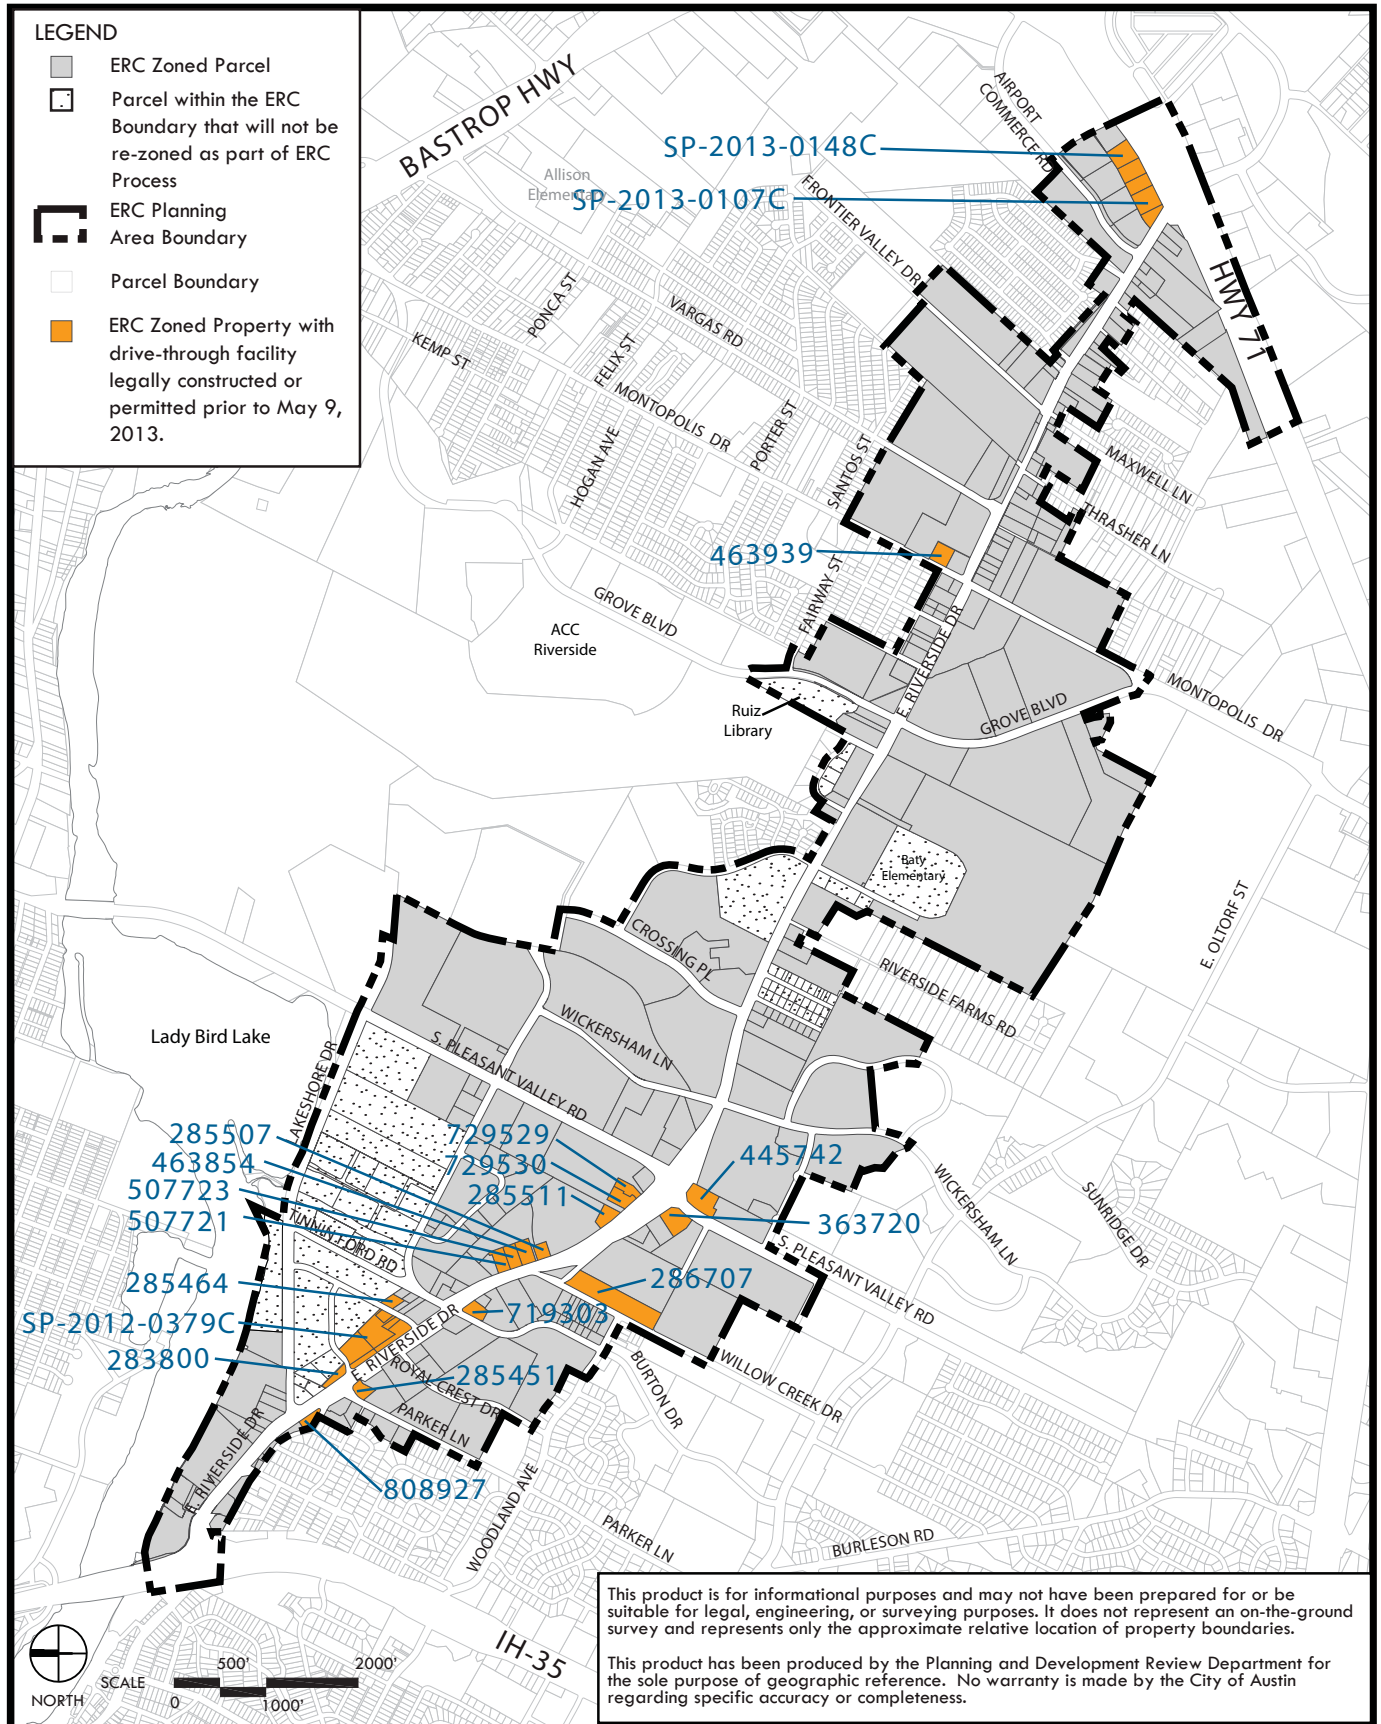 LEGEND
ERC Zoned Parcel
Parcel within the ERC
Boundary that will not be
re-zoned as part of ERC
Process
ERC Planning
Area Boundary
Parcel Boundary
ERC Zoned Property with
drive-through facility
legally constructed or
permitted prior to May 9,
2013.
BASTROP HWY
AIRPORT
COMMERCE RD
SP-2013-0148C
Allison
Elementary
SP-2013-0107C
FRONTIER VALLEY DR
HWY 71
PONCA ST
VARGAS RD
KEMP ST
FELIX ST
MONTOPOLIS DR
PORTER ST
HOGAN AVE
SANTOS ST
MAXWELL LN
THRASHER LN
463939
FAIRWAY ST
GROVE BLVD
ACC
Riverside
E. RIVERSIDE DR
Ruiz
Library
GROVE BLVD
MONTOPOLIS DR
Baty
Elementary
E. OLTORF ST
CROSSING PL
RIVERSIDE FARMS RD
WICKERSHAM LN
Lady Bird Lake
S. PLEASANT VALLEY RD
LAKESHORE DR
285507
463854
507723
507721
729529
729530
285511
445742
363720
WICKERSHAM LN
SUNRIDGE DR
TINNIN FORD RD
S. PLEASANT VALLEY RD
285464
286707
719303
SP-2012-0379C
283800
E. RIVERSIDE DR
ROYAL CREST DR
285451
PARKER LN
BURTON DR
WILLOW CREEK DR
E. RIVERSIDE DR
808927
WOODLAND AVE
PARKER LN
BURLESON RD
IH-35
NORTH
SCALE
500'
2000'
0
1000'
This product is for informational purposes and may not have been prepared for or be
suitable for legal, engineering, or surveying purposes. It does not represent an on-the-ground
survey and represents only the approximate relative location of property boundaries.
This product has been produced by the Planning and Development Review Department for
the sole purpose of geographic reference. No warranty is made by the City of Austin
regarding specific accuracy or completeness.